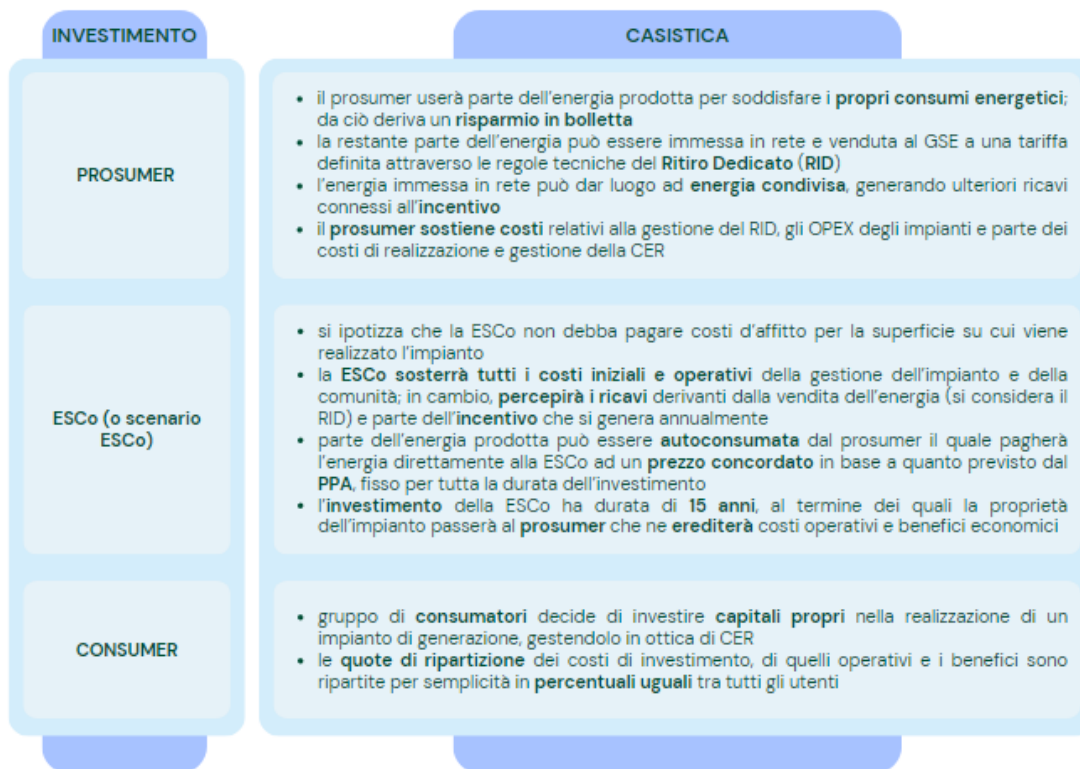 INVESTIMENTO
CASISTICA
PROSUMER
• il prosumer userà parte dell'energia prodotta per soddisfare i propri consumi energetici;
da ciò deriva un risparmio in bolletta
• la restante parte dell'energia può essere immessa in rete e venduta al GSE a una tariffa
definita attraverso le regole tecniche del Ritiro Dedicato (RID)
• l'energia immessa in rete può dar luogo ad energia condivisa, generando ulteriori ricavi
connessi all'incentivo
• il prosumer sostiene costi relativi alla gestione del RID, gli OPEX degli impianti e parte dei
costi di realizzazione e gestione della CER
ESCo (o scenario
ESCo)
• si ipotizza che la ESCo non debba pagare costi d'affitto per la superficie su cui viene
realizzato l'impianto
• la ESCo sosterrà tutti i costi iniziali e operativi della gestione dell'impianto e della
comunità; in cambio, percepirà i ricavi derivanti dalla vendita dell'energia (si considera il
RID) e parte dell'incentivo che si genera annualmente
• parte dell'energia prodotta può essere autoconsumata dal prosumer il quale pagherà
l'energia direttamente alla ESCo ad un prezzo concordato in base a quanto previsto dal
PPA, fisso per tutta la durata dell'investimento
• l'investimento della ESCo ha durata di 15 anni, al termine dei quali la proprietà
dell'impianto passerà al prosumer che ne erediterà costi operativi e benefici economici
CONSUMER
• gruppo di consumatori decide di investire capitali propri nella realizzazione di un
impianto di generazione, gestendolo in ottica di CER
• le quote di ripartizione dei costi di investimento, di quelli operativi e i benefici sono
ripartite per semplicità in percentuali uguali tra tutti gli utenti